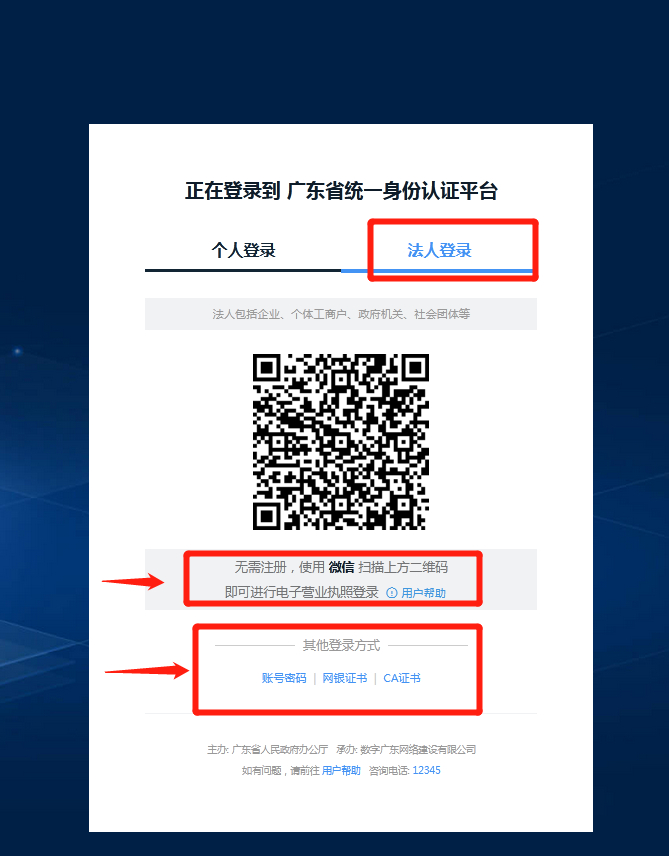 正在登录到 广东省统一身份认证平台
个人登录 法人登录
法人包括企业、个体工商户、政府机关、社会团体等
无需注册，使用 微信 扫描上方二维码
即可进行电子营业执照登录 用户帮助
其他登录方式
账号密码 | 网银证书 | CA证书
主办: 广东省人民政府办公厅 承办: 数字广东网络建设有限公司
如有问题，请前往 用户帮助 咨询电话: 12345